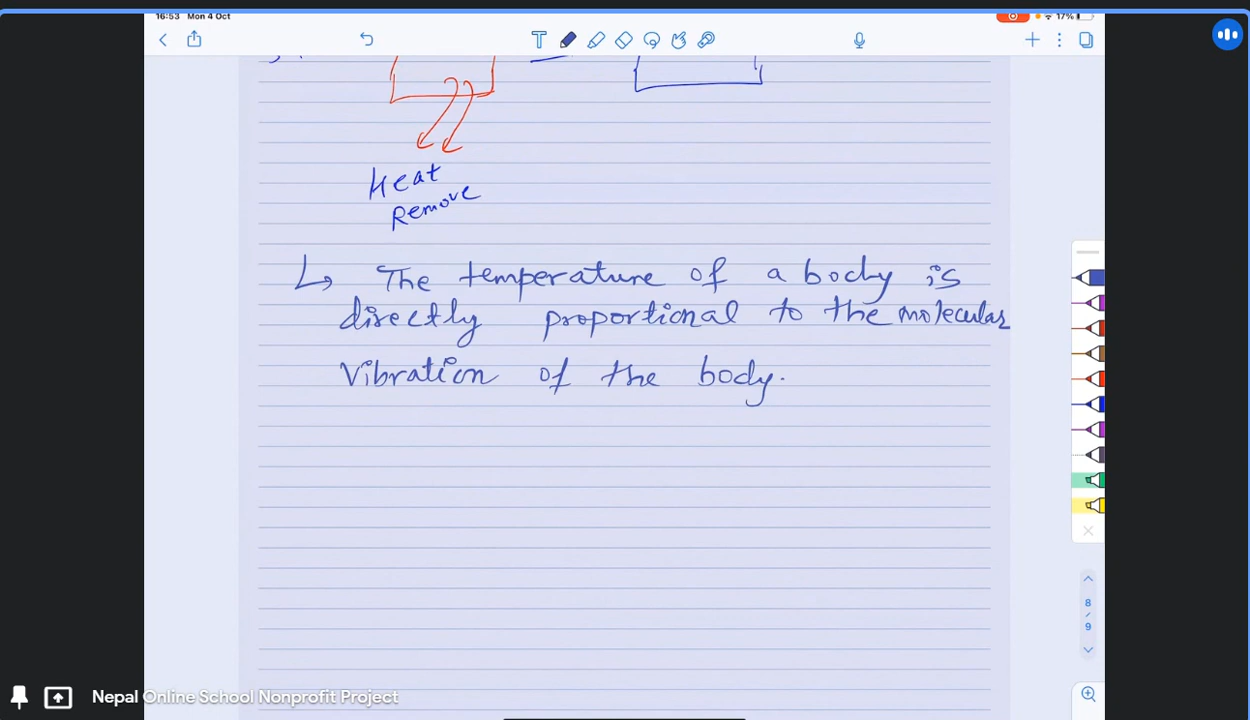 16:53 Mon 4 Oct
17%
Heat
Remove
↳ The temperature of a body is
directly proportional to the molecular
Vibration of the body.
8
/
9
Nepal Online School Nonprofit Project